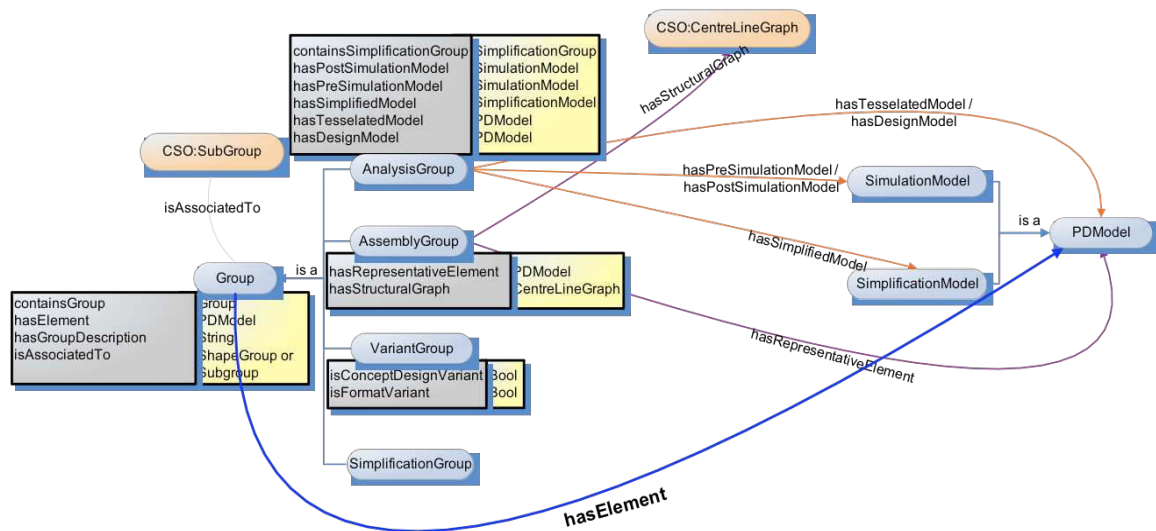 CSO:CentreLineGraph
containsSimplificationGroup
hasPostSimulationModel
hasPreSimulationModel
hasSimplifiedModel
hasTesselatedModel
hasDesignModel
SimplificationGroup
SimulationModel
SimulationModel
SimplificationModel
PDModel
PDModel
hasStructuralGraph
hasTesselatedModel /
hasDesignModel
CSO:SubGroup
AnalysisGroup
hasPreSimulationModel /
hasPostSimulationModel
SimulationModel
isAssociatedTo
is a
PDModel
AssemblyGroup
hasSimplifiedModel
SimplificationModel
Group
is a
hasRepresentativeElement
hasStructuralGraph
PDModel
CentreLineGraph
containsGroup
hasElement
hasGroupDescription
isAssociatedTo
Group
PDModel
String
ShapeGroup or
Subgroup
hasRepresentativeElement
VariantGroup
isConceptDesignVariant
isFormatVariant
Bool
Bool
SimplificationGroup
hasElement